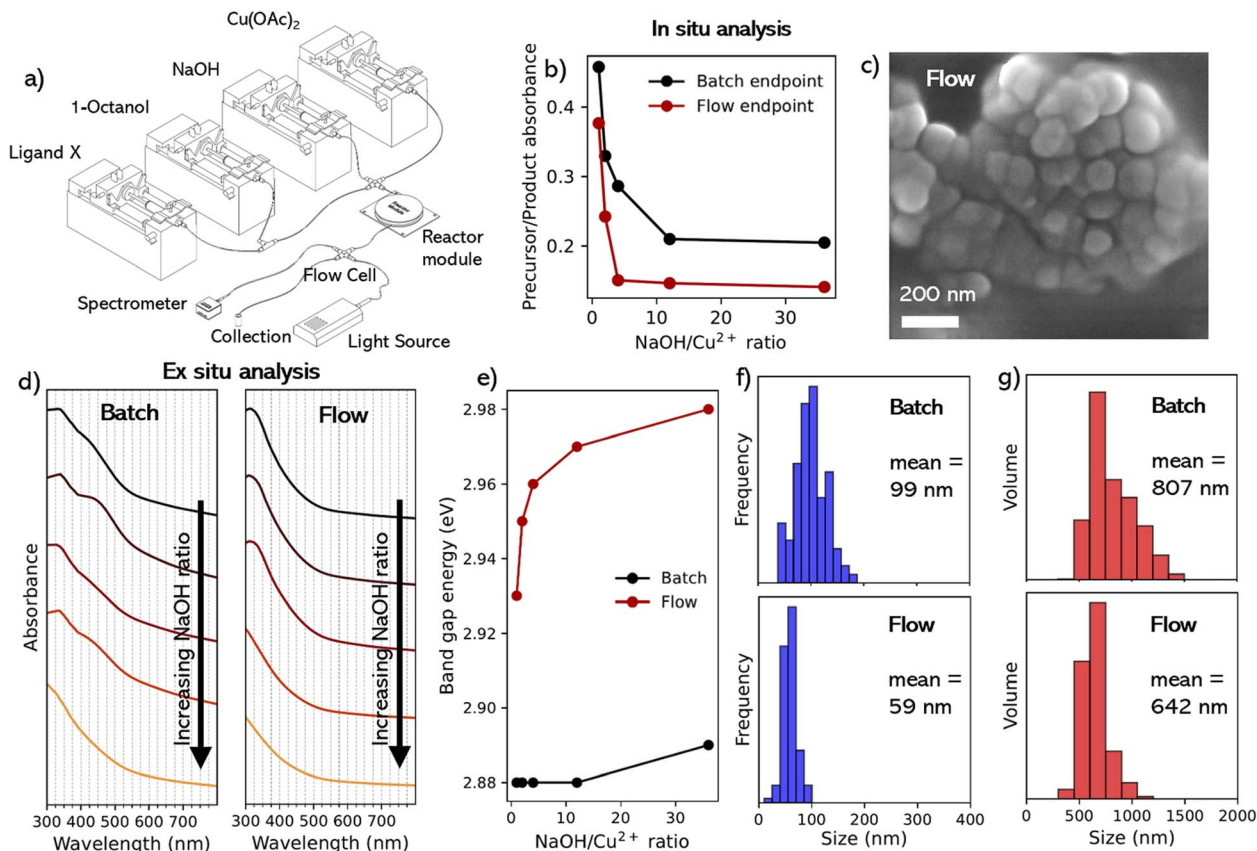 a)
Cu(OAc)₂
NaOH
1-Octanol
Ligand X
Reactor Module
Reactor
module
Flow Cell
Spectrometer
Collection
Light Source
In situ analysis
b)
Precursor/Product absorbance
0.4
0.3
0.2
Batch endpoint
Flow endpoint
0 10 20 30
NaOH/Cu²⁺ ratio
c)
Flow
200 nm
Ex situ analysis
d)
Absorbance
Batch
Increasing NaOH ratio
300 400 500 600 700
Wavelength (nm)
Flow
Increasing NaOH ratio
300 400 500 600 700
Wavelength (nm)
e)
Band gap energy (eV)
2.98
2.96
2.94
2.92
2.90
2.88
Batch
Flow
0 10 20 30
NaOH/Cu²⁺ ratio
f)
Frequency
Batch
mean =
99 nm
Frequency
Flow
mean =
59 nm
0 200 400
Size (nm)
g)
Volume
Batch
mean =
807 nm
Volume
Flow
mean =
642 nm
0 500 1000 1500 2000
Size (nm)